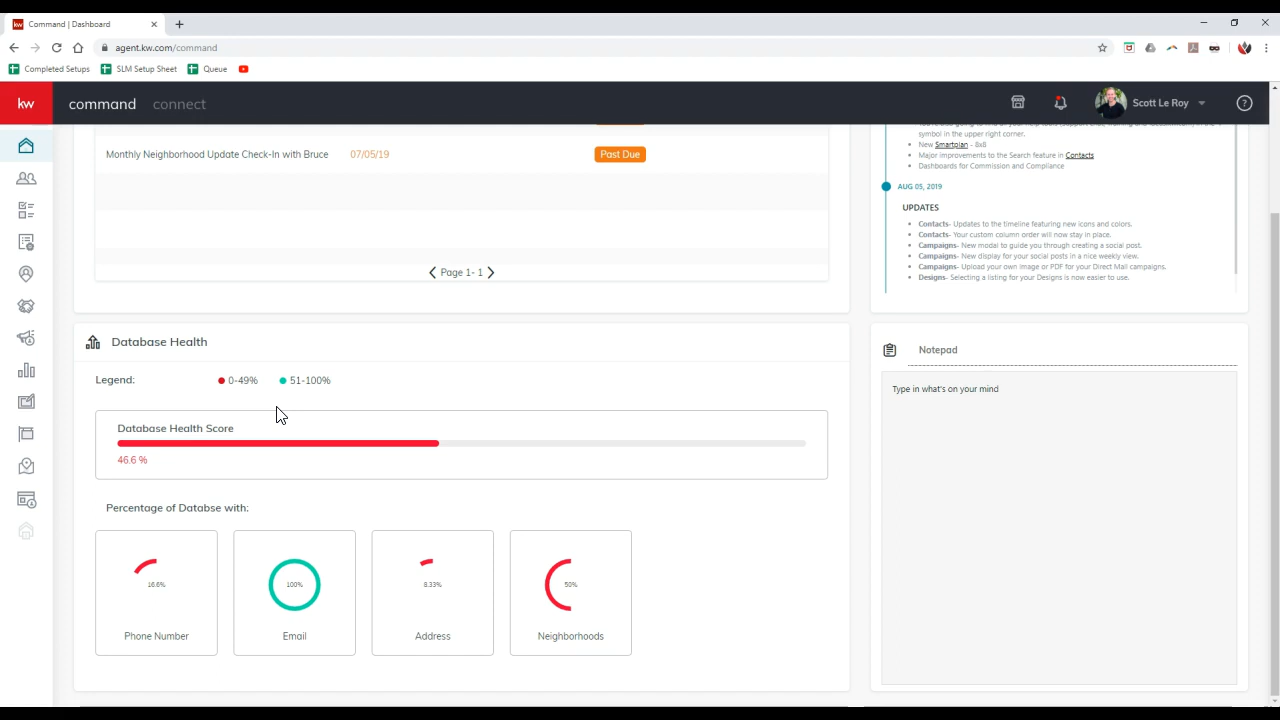 Command | Dashboard
agent.kw.com/command
Completed Setups
SLM Setup Sheet
Queue
kw
command
connect
Scott Le Roy
Monthly Neighborhood Update Check-In with Bruce
07/05/19
Past Due
Page 1- 1
symbol in the upper right corner.
New Smartplan - 8x8
Major improvements to the Search feature in Contacts
Dashboards for Commission and Compliance
AUG 05, 2019
UPDATES
Contacts- Updates to the timeline featuring new icons and colors.
Contacts- Your custom column order will now stay in place.
Campaigns- New modal to guide you through creating a social post.
Campaigns- New display for your social posts in a nice weekly view.
Campaigns- Upload your own image or PDF for your Direct Mail campaigns.
Designs- Selecting a listing for your Designs is now easier to use.
Database Health
Legend:
0-49%
51-100%
Database Health Score
46.6 %
Percentage of Databse with:
16.6%
Phone Number
100%
Email
8.33%
Address
50%
Neighborhoods
Notepad
Type in what's on your mind